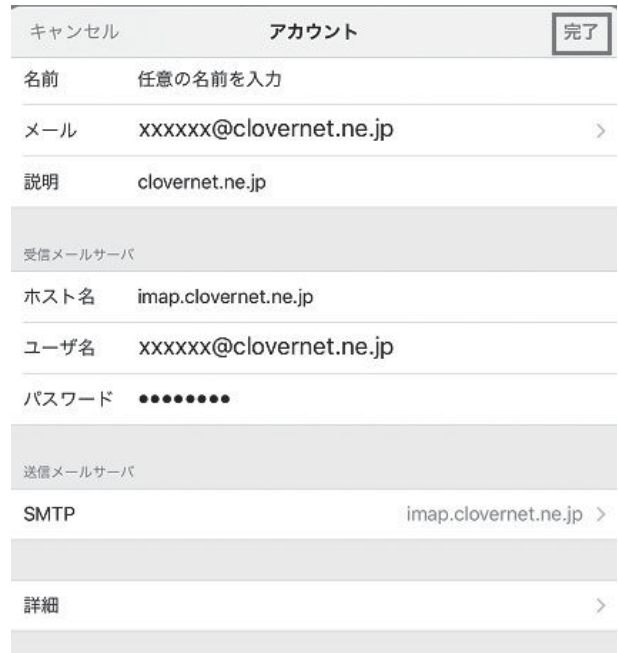 キャンセル アカウント 完了
名前 任意の名前を入力
メール xxxxxx@clovernet.ne.jp
説明 clovernet.ne.jp
受信メールサーバ
ホスト名 imap.clovernet.ne.jp
ユーザ名 xxxxxx@clovernet.ne.jp
パスワード ●●●●●●●●
送信メールサーバ
SMTP imap.clovernet.ne.jp
詳細